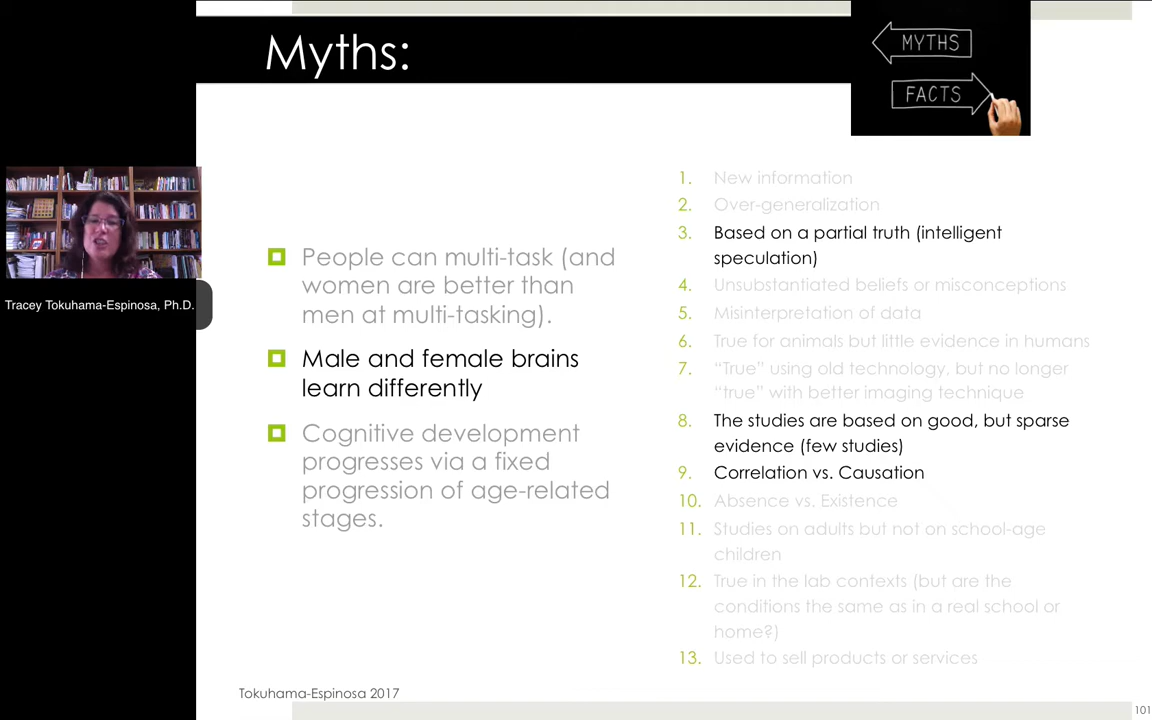 Myths:
MYTHS
FACTS
Tracey Tokuhama-Espinosa, Ph.D.
People can multi-task (and
women are better than
men at multi-tasking).
Male and female brains
learn differently
Cognitive development
progresses via a fixed
progression of age-related
stages.
1. New information
2. Over-generalization
3. Based on a partial truth (intelligent
speculation)
4. Unsubstantiated beliefs or misconceptions
5. Misinterpretation of data
6. True for animals but little evidence in humans
7. “True” using old technology, but no longer
“true” with better imaging technique
8. The studies are based on good, but sparse
evidence (few studies)
9. Correlation vs. Causation
10. Absence vs. Existence
11. Studies on adults but not on school-age
children
12. True in the lab contexts (but are the
conditions the same as in a real school or
home?)
13. Used to sell products or services
Tokuhama-Espinosa 2017
101